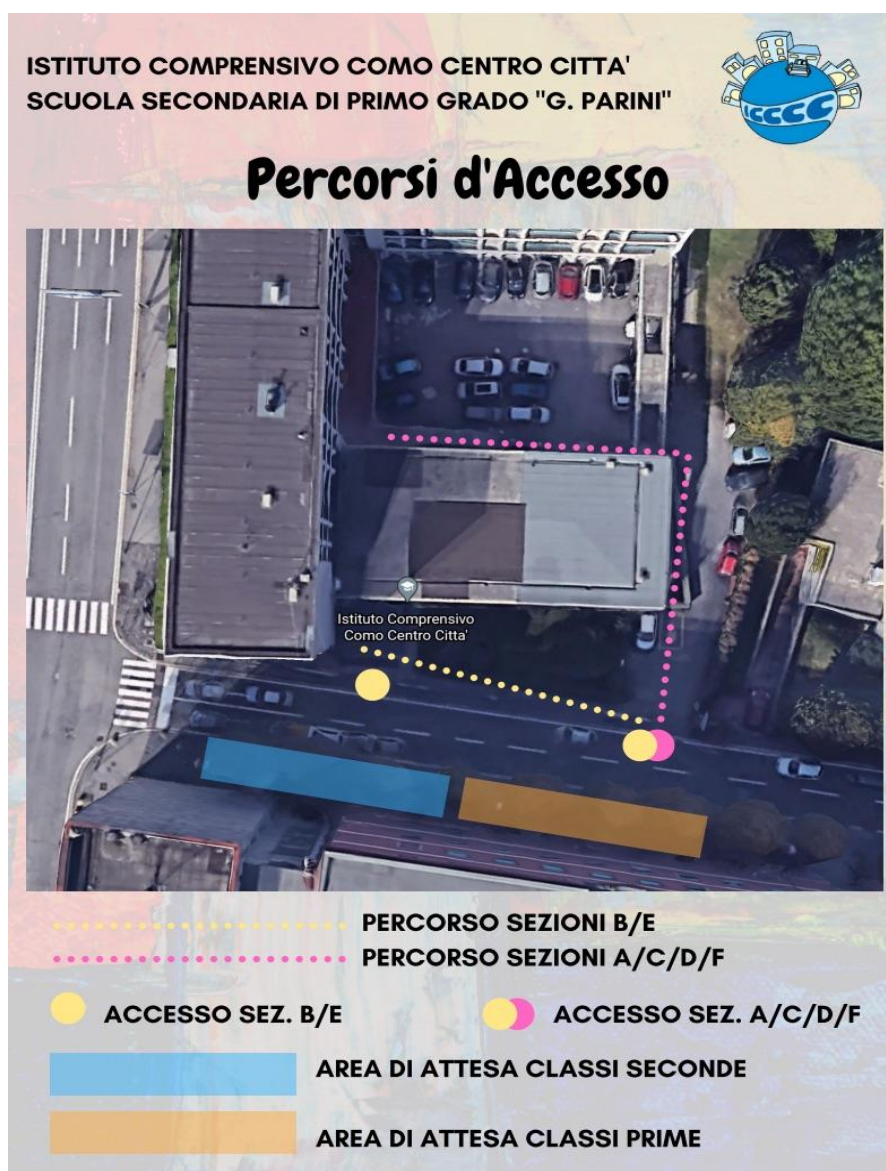 ISTITUTO COMPRENSIVO COMO CENTRO CITTA'
SCUOLA SECONDARIA DI PRIMO GRADO "G. PARINI"
ICCCC
Percorsi d'Accesso
Istituto Comprensivo
Como Centro Citta'
PERCORSO SEZIONI B/E
PERCORSO SEZIONI A/C/D/F
ACCESSO SEZ. B/E
ACCESSO SEZ. A/C/D/F
AREA DI ATTESA CLASSI SECONDE
AREA DI ATTESA CLASSI PRIME